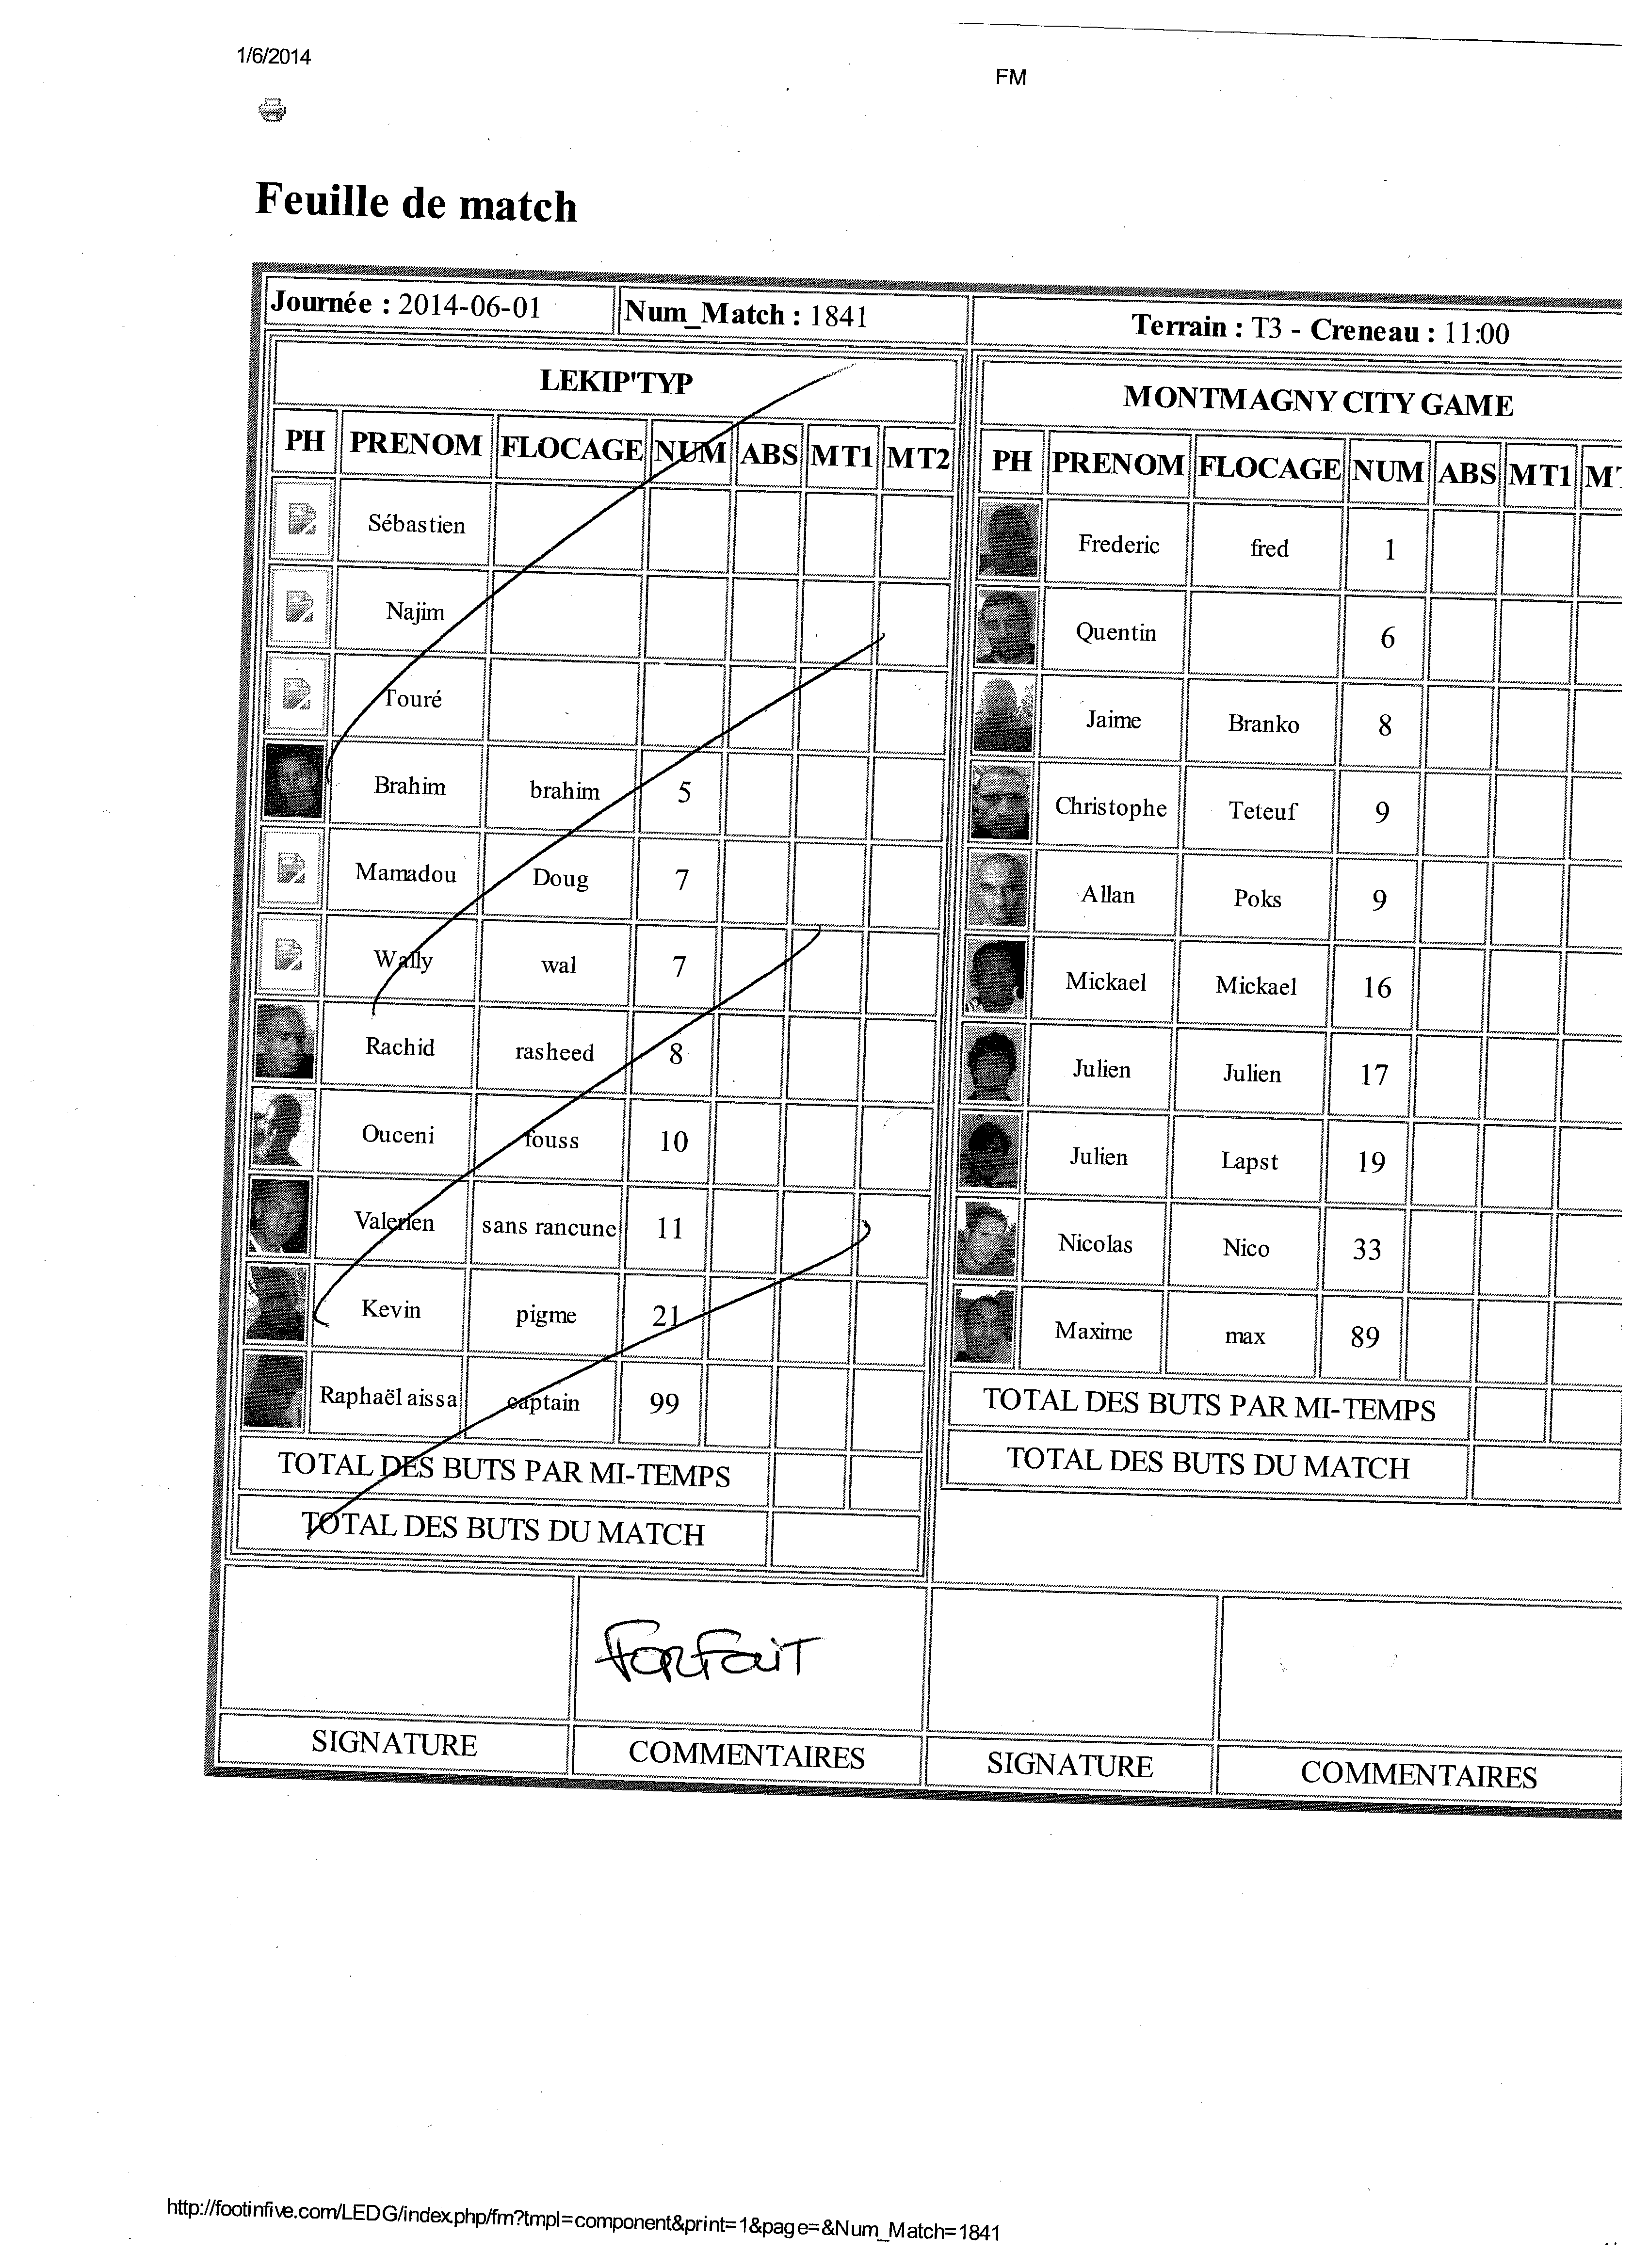 1/6/2014
FM
Feuille de match
Journée : 2014-06-01 Num_Match : 1841 Terrain : T3 - Creneau : 11:00
LEKIP'TYP
PH PRENOM FLOCAGE NUM ABS MT1 MT2
Sébastien
Najim
Touré
Brahim brahim 5
Mamadou Doug 7
Wally wal 7
Rachid rasheed 8
Ouceni fouss 10
Valerien sans rancune 11
Kevin pigme 21
Raphaël aissa captain 99
TOTAL DES BUTS PAR MI-TEMPS
TOTAL DES BUTS DU MATCH
MONTMAGNY CITY GAME
PH PRENOM FLOCAGE NUM ABS MT1 MT
Frederic fred 1
Quentin 6
Jaime Branko 8
Christophe Teteuf 9
Allan Poks 9
Mickael Mickael 16
Julien Julien 17
Julien Lapst 19
Nicolas Nico 33
Maxime max 89
TOTAL DES BUTS PAR MI-TEMPS
TOTAL DES BUTS DU MATCH
ForFaiT
SIGNATURE COMMENTAIRES SIGNATURE COMMENTAIRES
http://footinfive.com/LEDG/index.php/fm?tmpl=component&print=1&page=&Num_Match=1841